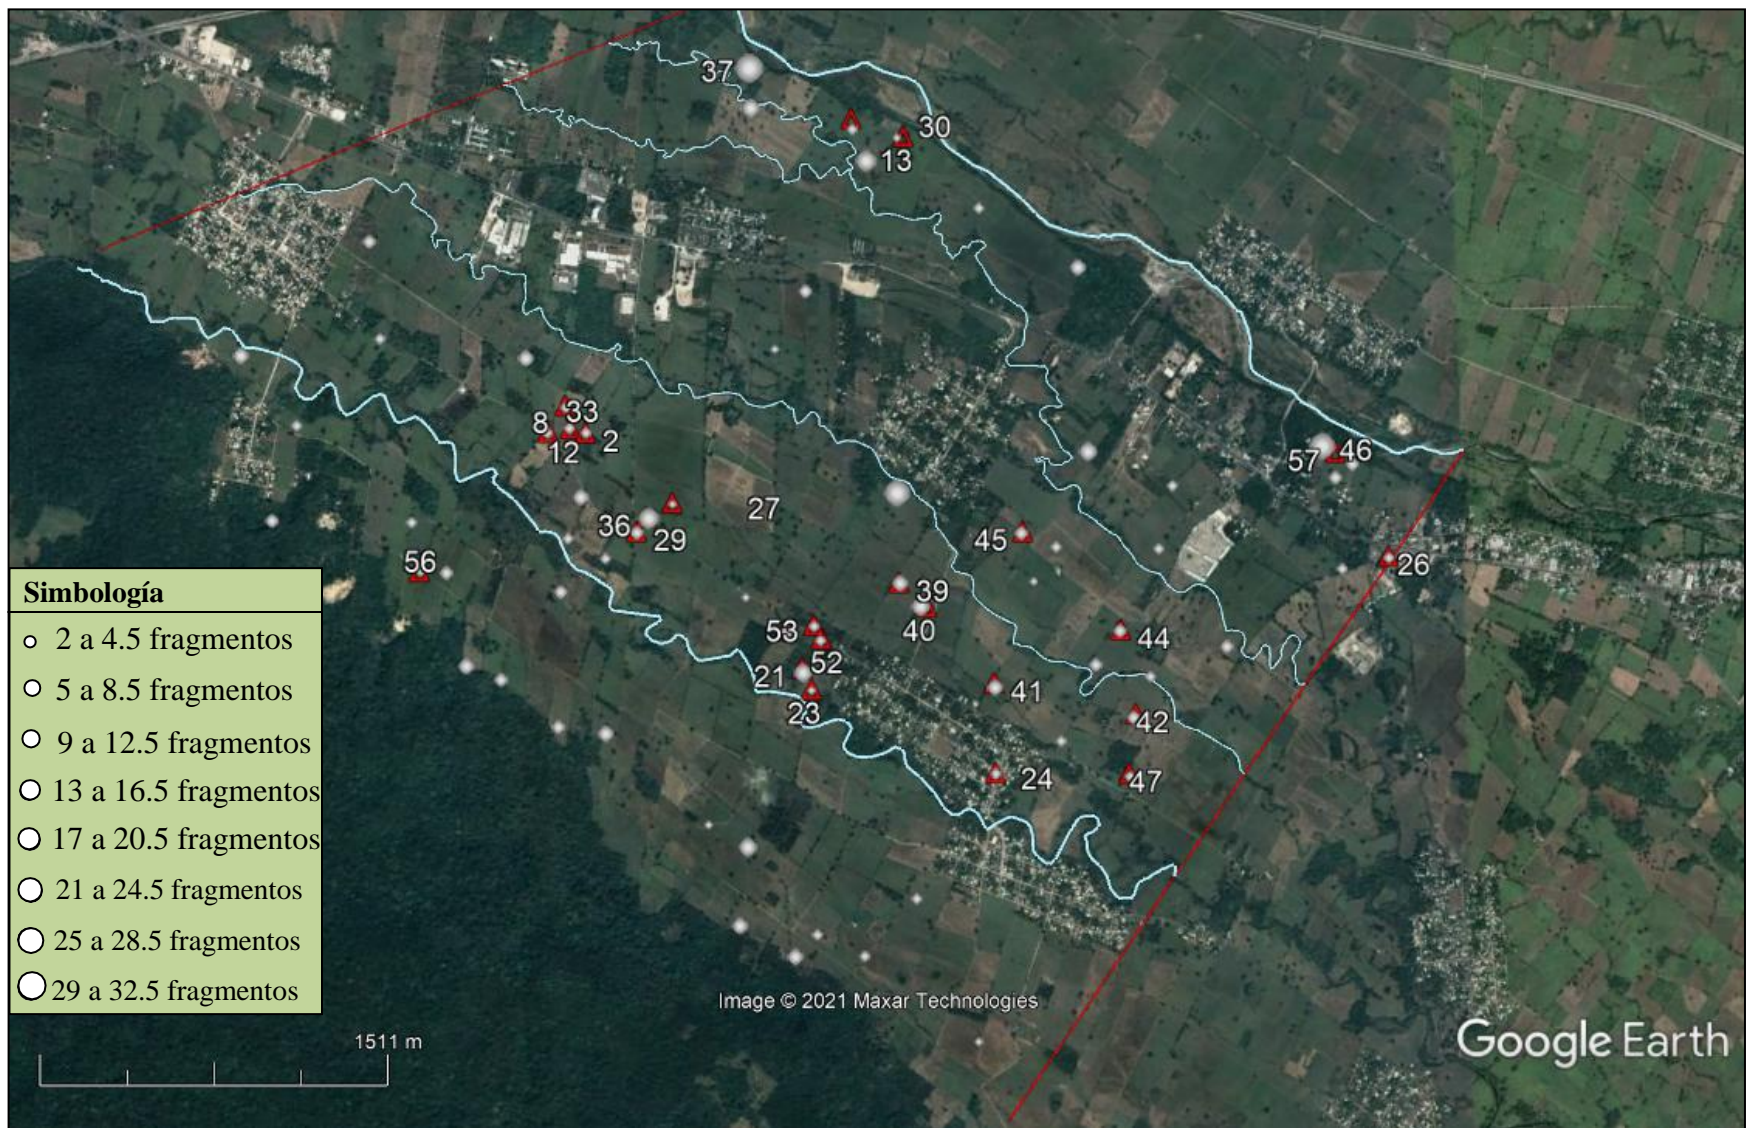 37
30
13
33
8
2
12
46
57
27
36
29
45
26
56
39
40
53
44
52
21
41
23
42
24
47
Simbología
2 a 4.5 fragmentos
5 a 8.5 fragmentos
9 a 12.5 fragmentos
13 a 16.5 fragmentos
17 a 20.5 fragmentos
21 a 24.5 fragmentos
25 a 28.5 fragmentos
29 a 32.5 fragmentos
Image © 2021 Maxar Technologies
1511 m
Google Earth